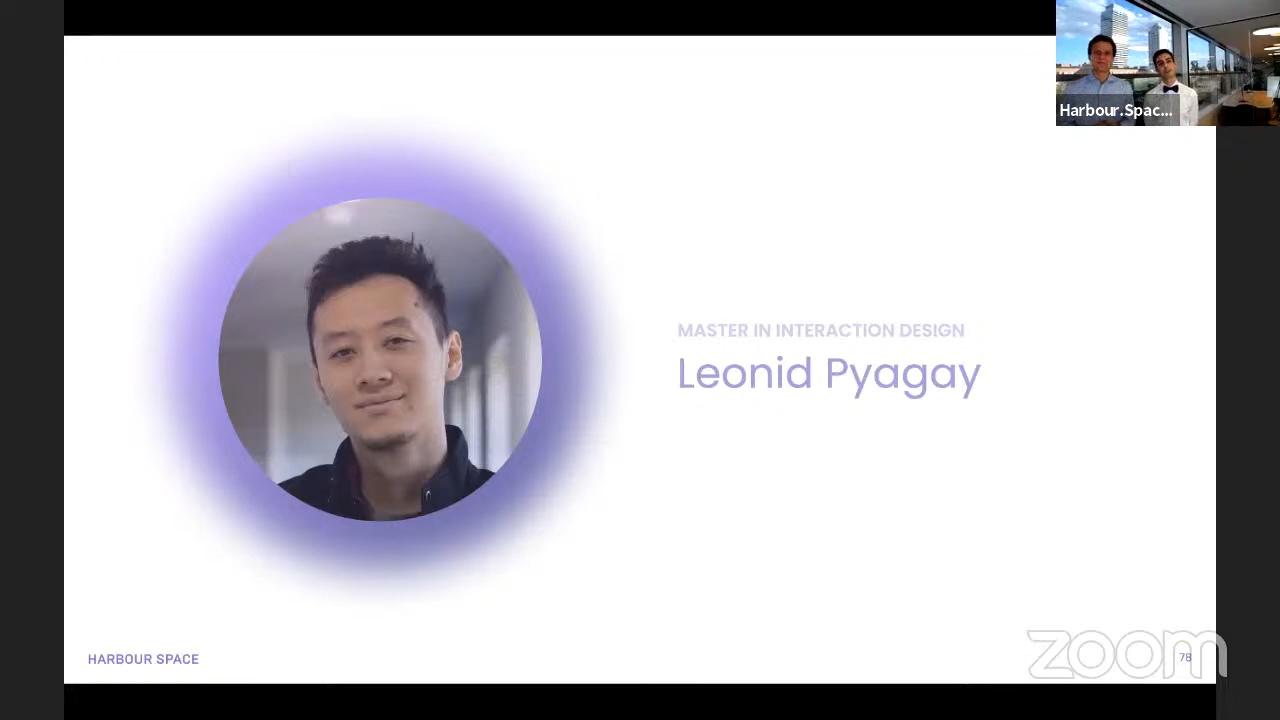 Harbour.Spac...
MASTER IN INTERACTION DESIGN
Leonid Pyagay
HARBOUR SPACE
zoom
78